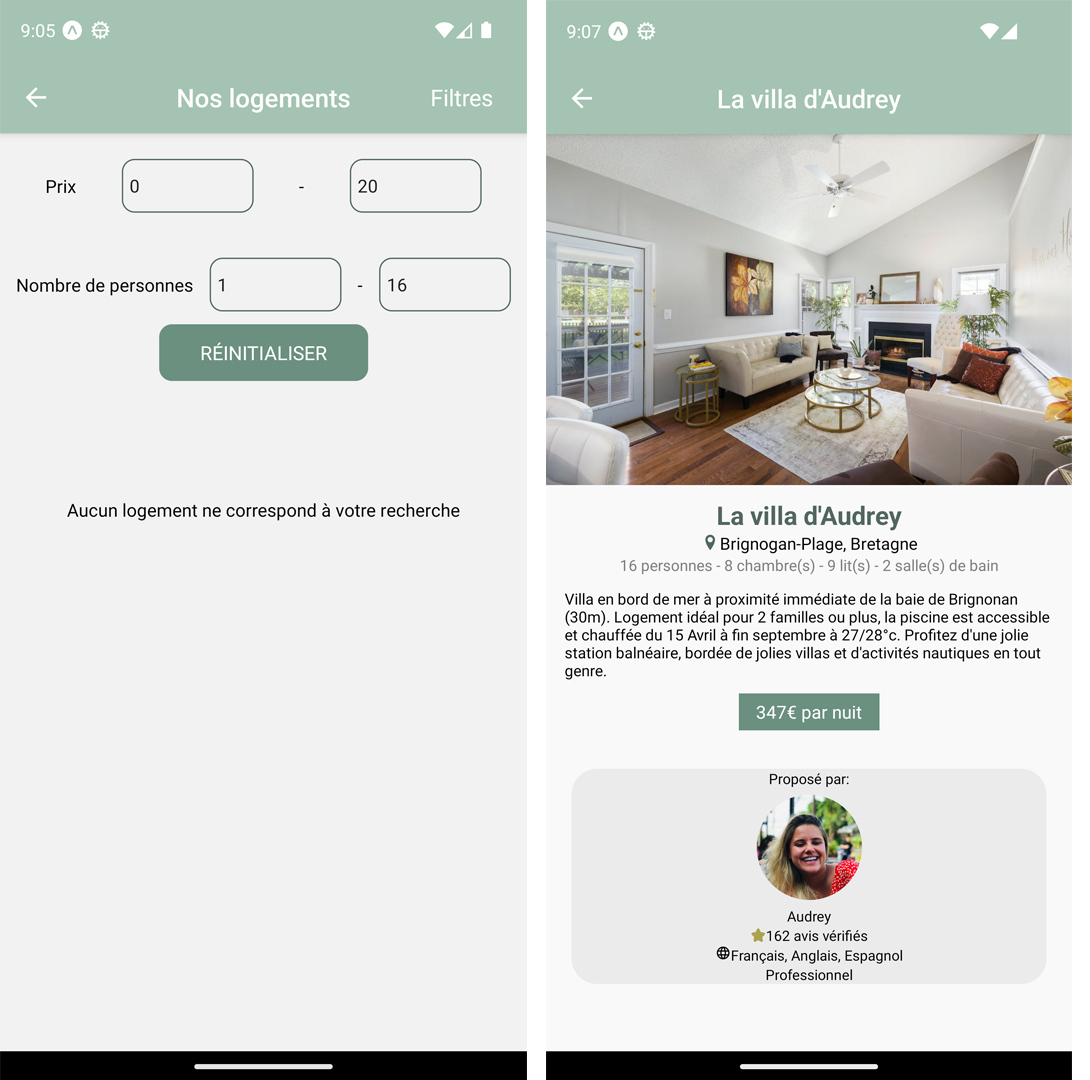 9:05
Nos logements
Filtres
Prix
0
-
20
Nombre de personnes
1
-
16
RÉINITIALISER
Aucun logement ne correspond à votre recherche
9:07
La villa d'Audrey
La villa d'Audrey
Brignogan-Plage, Bretagne
16 personnes - 8 chambre(s) - 9 lit(s) - 2 salle(s) de bain
Villa en bord de mer à proximité immédiate de la baie de Brignonan
(30m). Logement idéal pour 2 familles ou plus, la piscine est accessible
et chauffée du 15 Avril à fin septembre à 27/28°c. Profitez d'une jolie
station balnéaire, bordée de jolies villas et d'activités nautiques en tout
genre.
347€ par nuit
Proposé par:
Audrey
162 avis vérifiés
Français, Anglais, Espagnol
Professionnel